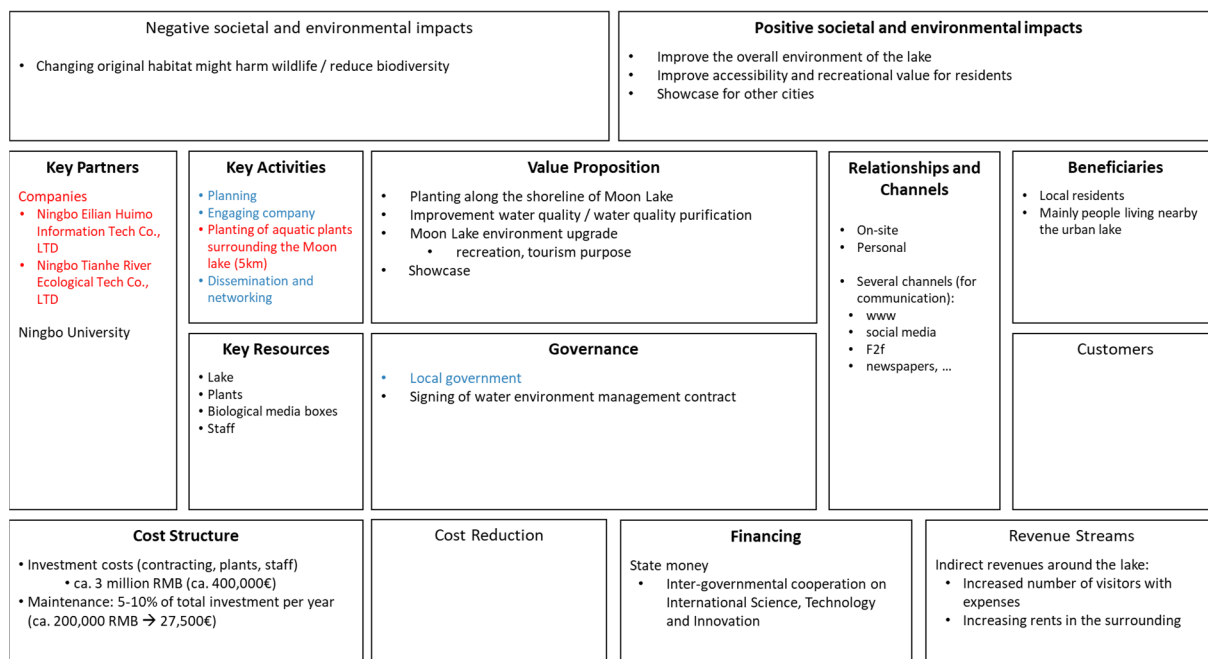 Negative societal and environmental impacts
• Changing original habitat might harm wildlife / reduce biodiversity
Positive societal and environmental impacts
• Improve the overall environment of the lake
• Improve accessibility and recreational value for residents
• Showcase for other cities
Key Partners
Companies
• Ningbo Eilian Huimo
Information Tech Co.,
LTD
• Ningbo Tianhe River
Ecological Tech Co.,
LTD
Ningbo University
Key Activities
• Planning
• Engaging company
• Planting of aquatic plants
surrounding the Moon
lake (5km)
• Dissemination and
networking
Key Resources
• Lake
• Plants
• Biological media boxes
• Staff
Value Proposition
• Planting along the shoreline of Moon Lake
• Improvement water quality / water quality purification
• Moon Lake environment upgrade
• recreation, tourism purpose
• Showcase
Governance
• Local government
• Signing of water environment management contract
Relationships and
Channels
• On-site
• Personal
• Several channels (for
communication):
• www
• social media
• F2f
• newspapers, ...
Beneficiaries
• Local residents
• Mainly people living nearby
the urban lake
Customers
Cost Structure
• Investment costs (contracting, plants, staff)
• ca. 3 million RMB (ca. 400,000€)
• Maintenance: 5-10% of total investment per year
(ca. 200,000 RMB → 27,500€)
Cost Reduction
Financing
State money
• Inter-governmental cooperation on
International Science, Technology
and Innovation
Revenue Streams
Indirect revenues around the lake:
• Increased number of visitors with
expenses
• Increasing rents in the surrounding